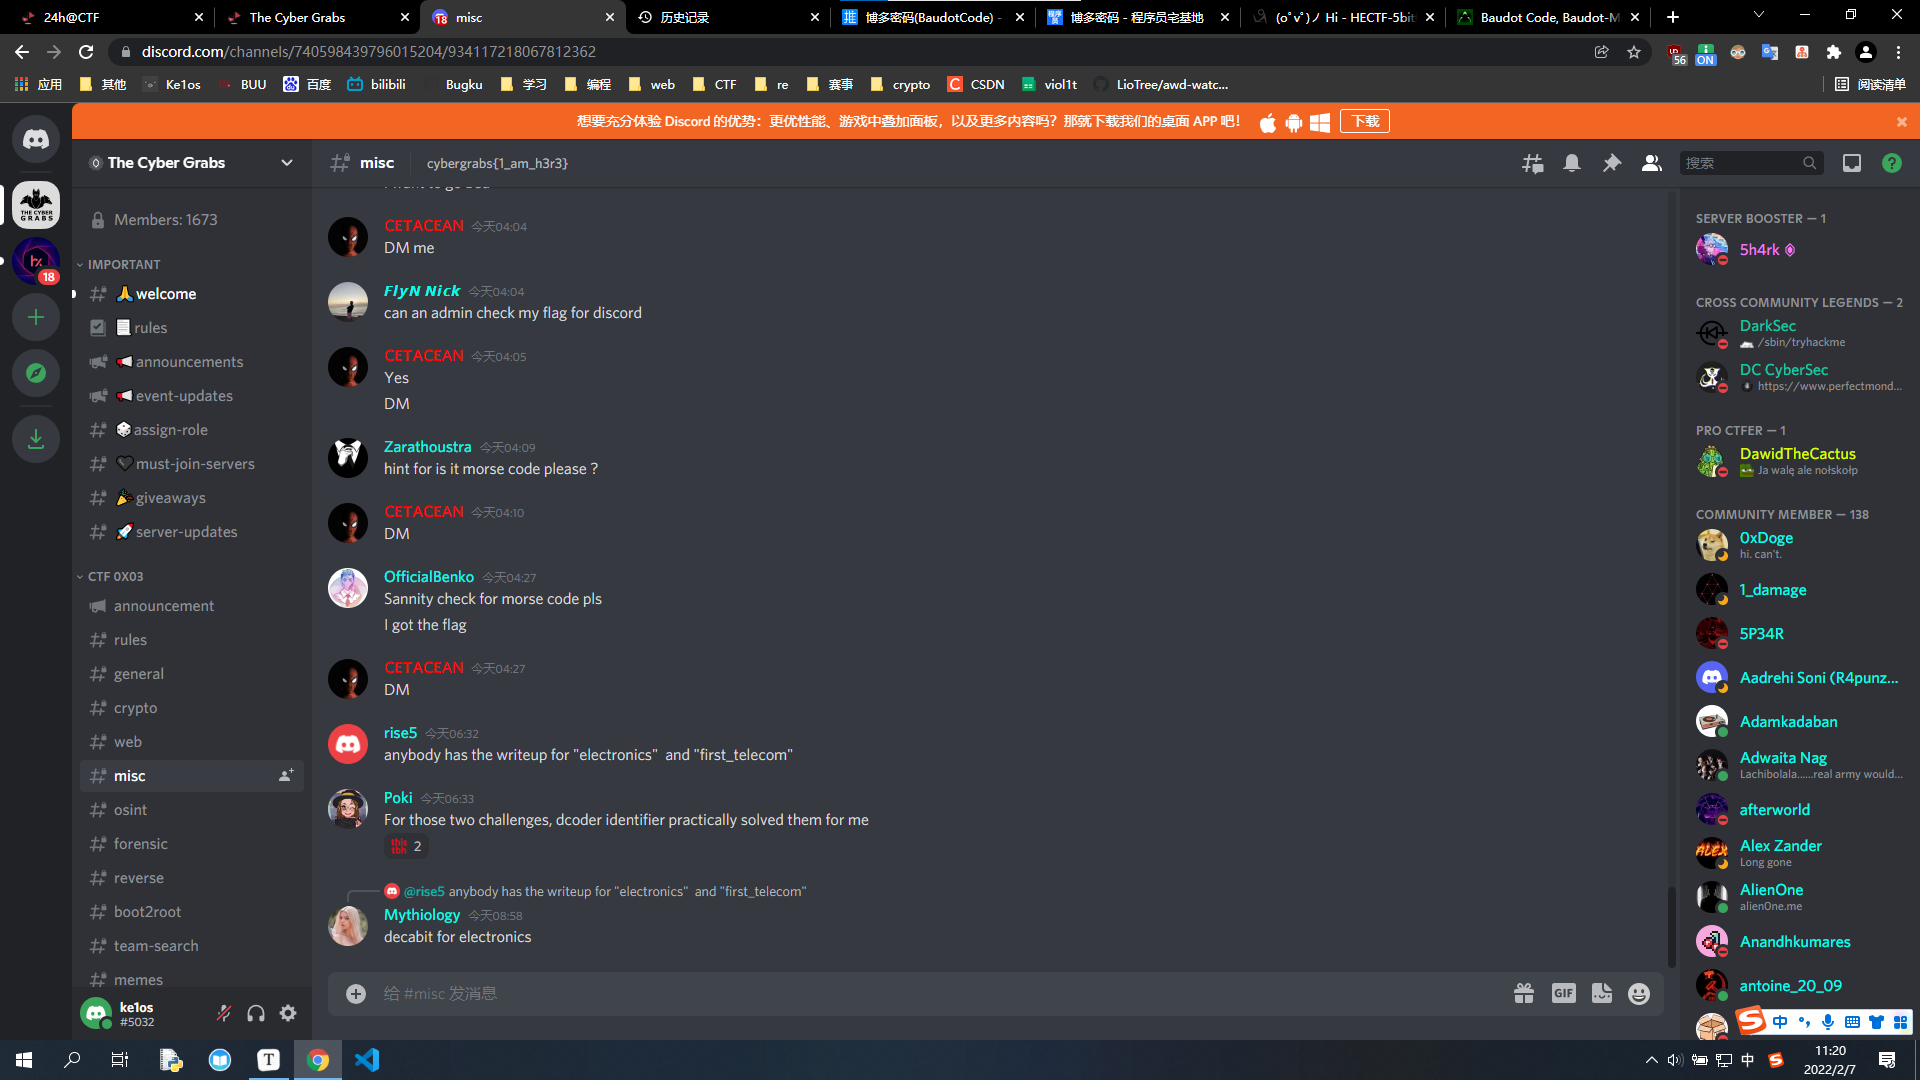 24h@CTF
The Cyber Grabs
misc
历史记录
博多密码(BaudotCode) -
博多密码 - 程序员宅基地
(oﾟvﾟ)ノ Hi - HECTF-5bit
Baudot Code, Baudot-M
discord.com/channels/740598439796015204/934117218067812362
56
ON
应用
其他
Ke1os
BUU
百度
bilibili
Bugku
学习
编程
web
CTF
re
赛事
crypto
CSDN
viol1t
LioTree/awd-watc...
阅读清单
想要充分体验 Discord 的优势：更优性能、游戏中叠加面板，以及更多内容吗？那就下载我们的桌面 APP 吧！
下载
The Cyber Grabs
misc
cybergrabs{1_am_h3r3}
搜索
THE CYBER
GRABS
18
Members: 1673
IMPORTANT
welcome
rules
announcements
event-updates
assign-role
must-join-servers
giveaways
server-updates
CTF 0X03
announcement
rules
general
crypto
web
misc
osint
forensic
reverse
boot2root
team-search
memes
ke1os
#5032
CETACEAN 今天04:04
DM me
FlyN Nick 今天04:04
can an admin check my flag for discord
CETACEAN 今天04:05
Yes
DM
Zarathoustra 今天04:09
hint for is it morse code please ?
CETACEAN 今天04:10
DM
OfficialBenko 今天04:27
Sannity check for morse code pls
I got the flag
CETACEAN 今天04:27
DM
rise5 今天06:32
anybody has the writeup for "electronics"  and "first_telecom"
Poki 今天06:33
For those two challenges, dcoder identifier practically solved them for me
this
tbh
2
@rise5 anybody has the writeup for "electronics"  and "first_telecom"
Mythiology 今天08:58
decabit for electronics
给 #misc 发消息
GIF
SERVER BOOSTER — 1
5h4rk
CROSS COMMUNITY LEGENDS — 2
DarkSec
/sbin/tryhackme
DC CyberSec
https://www.perfectmond...
PRO CTFER — 1
DawidTheCactus
Ja walę ale nołskołp
COMMUNITY MEMBER — 138
0xDoge
hi. can't.
1_damage
5P34R
Aadrehi Soni (R4punz...
Adamkadaban
Adwaita Nag
Lachibolala......real army would...
afterworld
Alex Zander
Long gone
AlienOne
alien0ne.me
Anandhkumares
antoine_20_09
中
中
11:20
2022/2/7